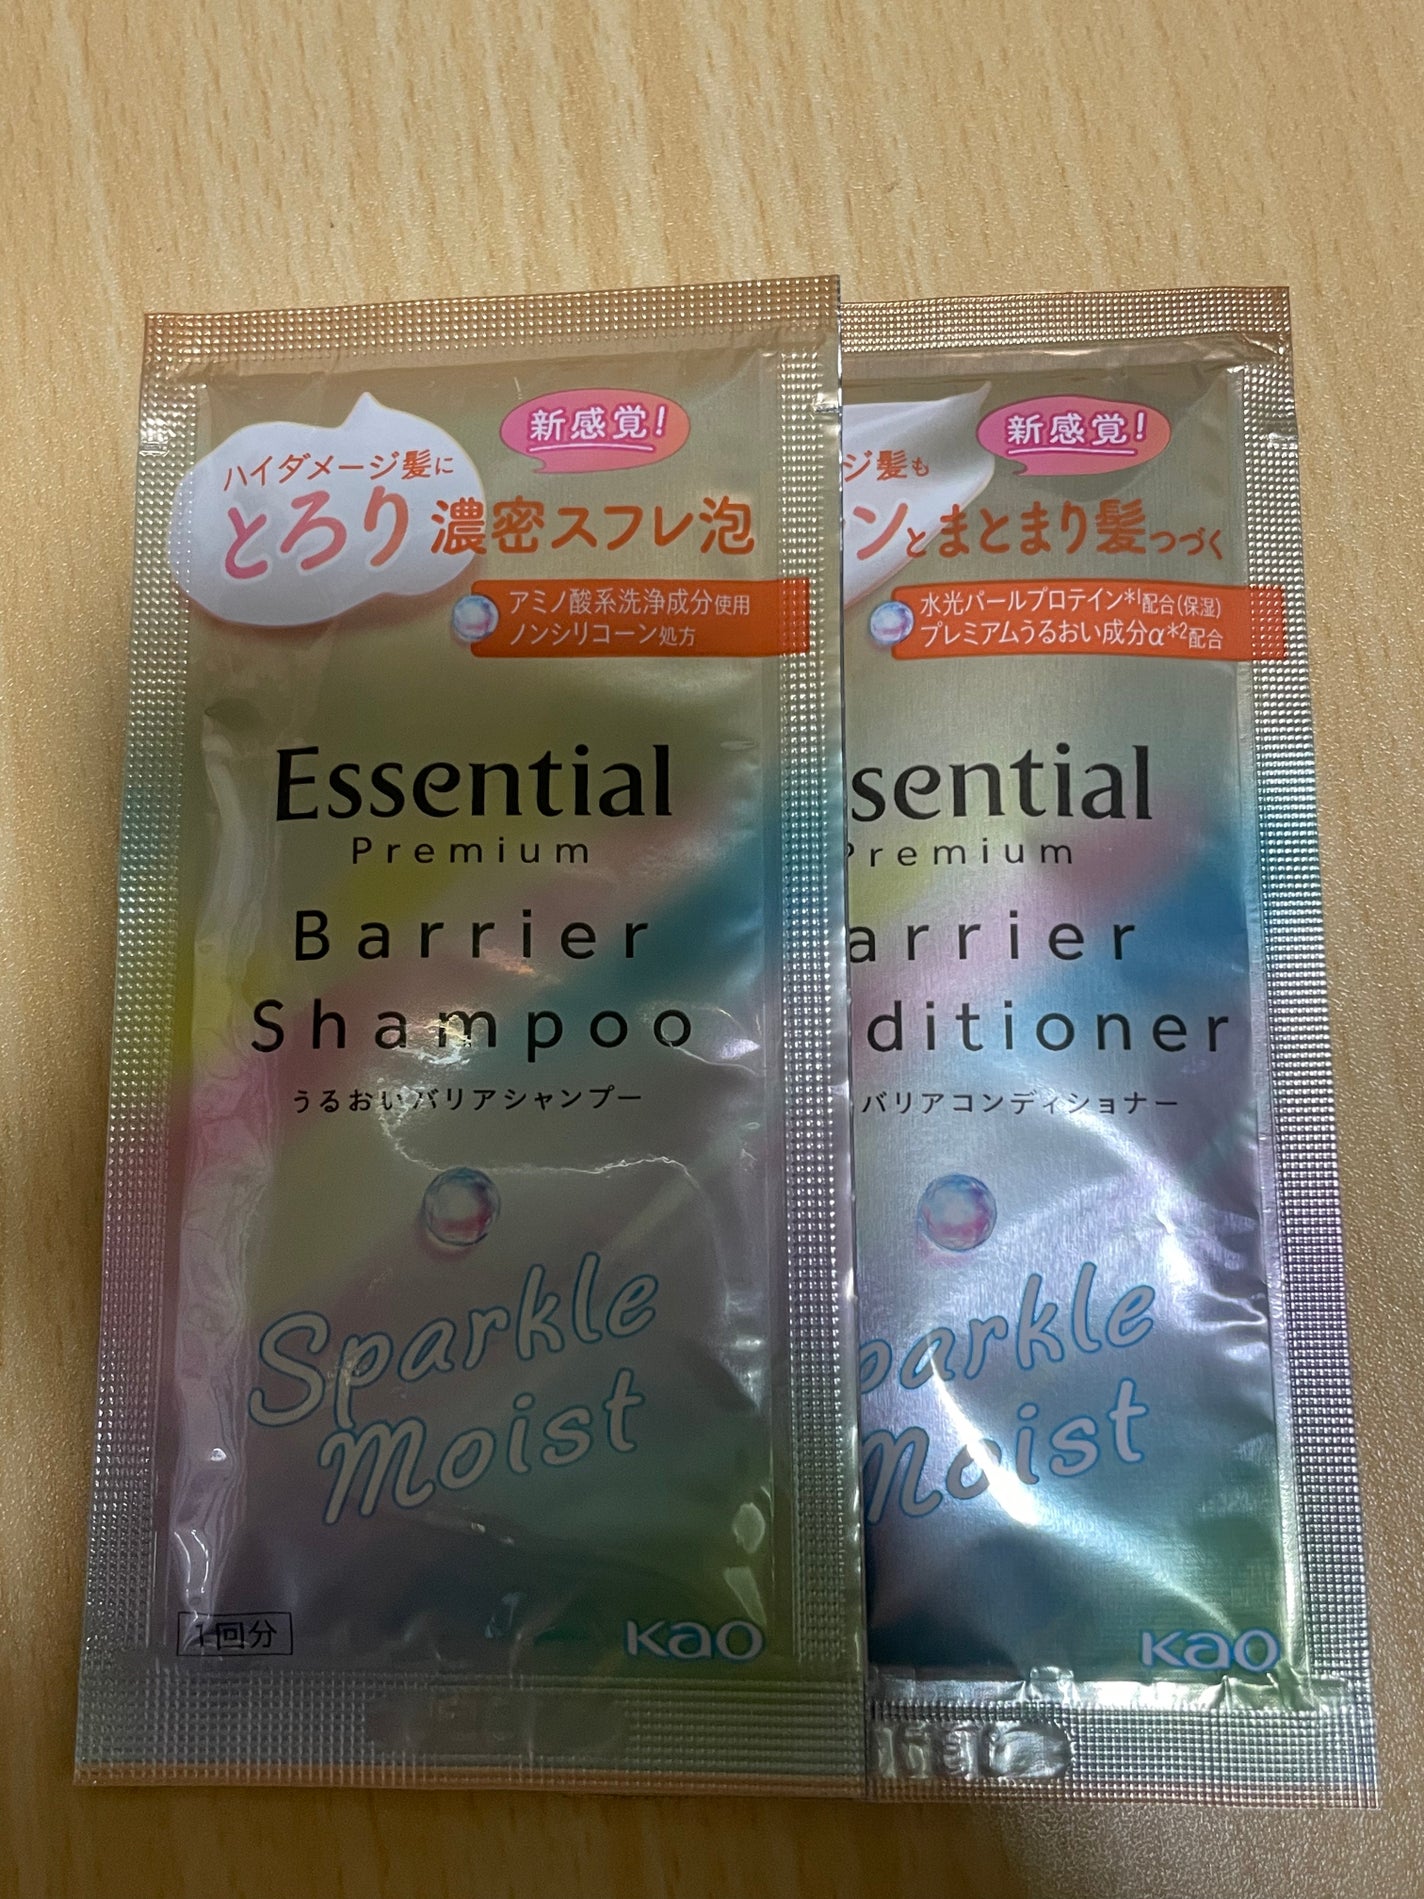 新感覚!
ハイダメージ髪に
とろり濃密スフレ泡
アミノ酸系洗浄成分使用
ノンシリコーン処方
Essential
Premium
Barrier
Shampoo
うるおいバリアシャンプー
Sparkle
Moist
1回分
Kao
新感覚!
ジ髪も
ンとまとまり髪つづく
水光パールプロテイン*1配合(保湿)
プレミアムうるおい成分α*2配合
sential
Premium
arrier
ditioner
バリアコンディショナー
parkle
Moist
Kao